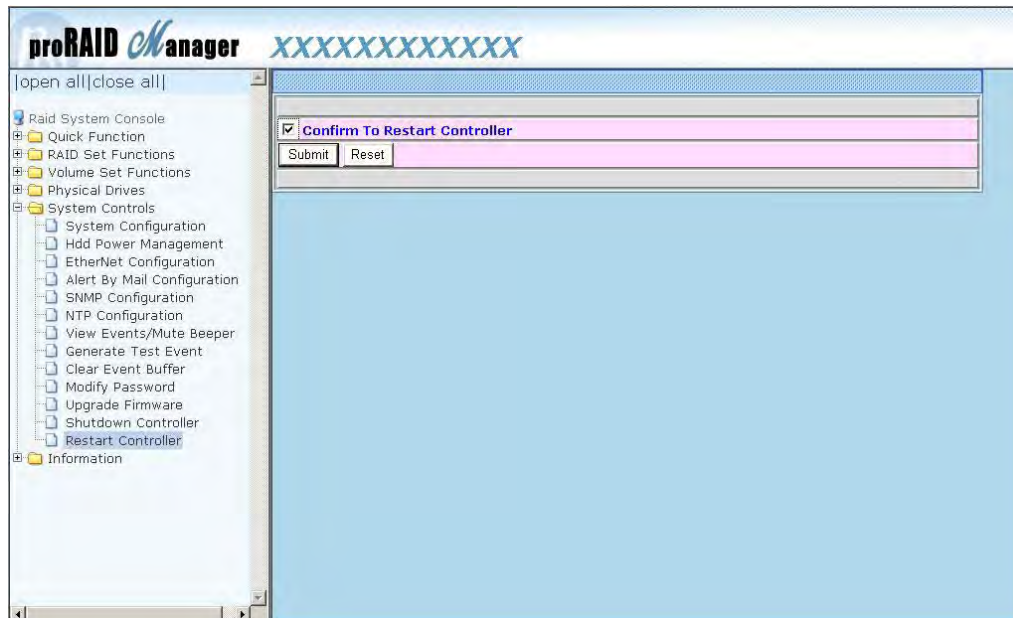 proRAID Manager XXXXXXXXXXXX
|open all|close all|
Raid System Console
Quick Function
RAID Set Functions
Volume Set Functions
Physical Drives
System Controls
System Configuration
Hdd Power Management
EtherNet Configuration
Alert By Mail Configuration
SNMP Configuration
NTP Configuration
View Events/Mute Beeper
Generate Test Event
Clear Event Buffer
Modify Password
Upgrade Firmware
Shutdown Controller
Restart Controller
Information
Confirm To Restart Controller
Submit Reset